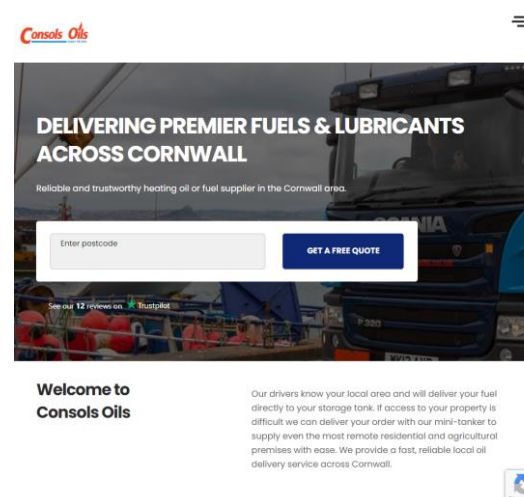 Consols Oils
DELIVERING PREMIER FUELS & LUBRICANTS
ACROSS CORNWALL
Reliable and trustworthy heating oil or fuel supplier in the Cornwall area.
SCANIA
Enter postcode
GET A FREE QUOTE
See our 12 reviews on Trustpilot
P 320
Welcome to
Consols Oils
Our drivers know your local area and will deliver your fuel
directly to your storage tank. If access to your property is
difficult we can deliver your order with our mini-tanker to
supply even the most remote residential and agricultural
premises with ease. We provide a fast, reliable local oil
delivery service across Cornwall.